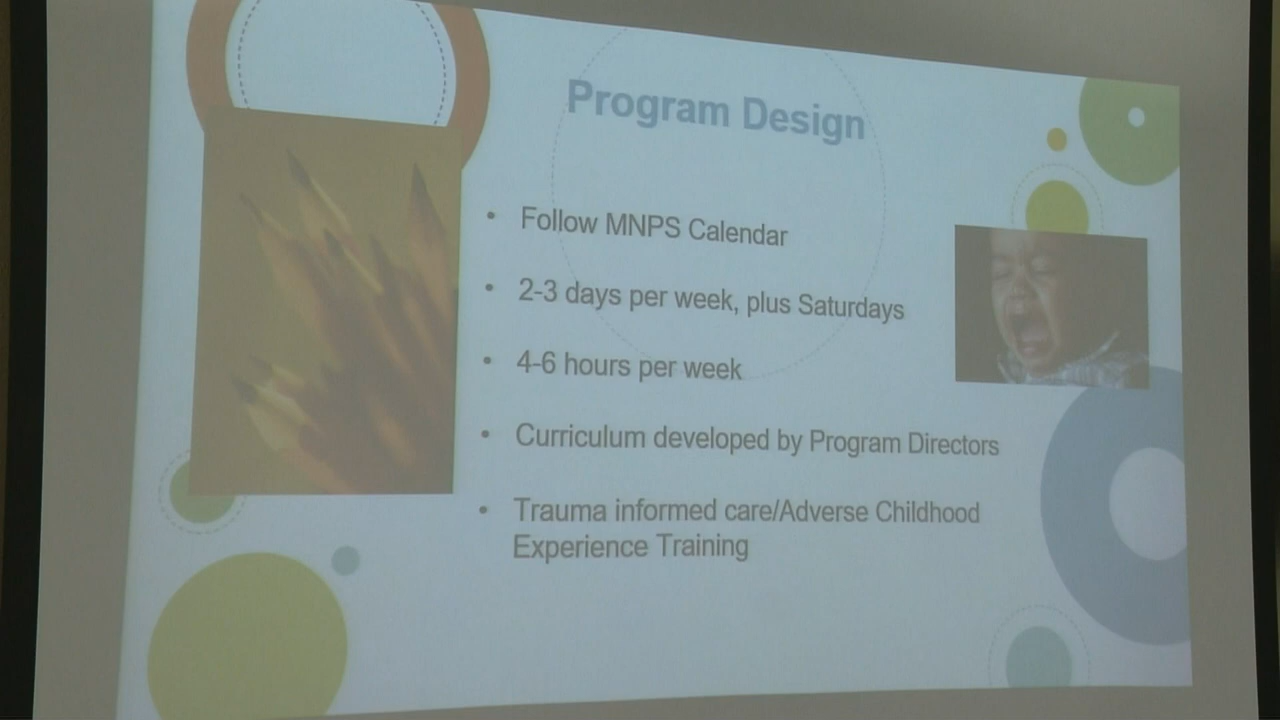 Program Design
• Follow MNPS Calendar
• 2-3 days per week, plus Saturdays
• 4-6 hours per week
• Curriculum developed by Program Directors
• Trauma informed care/Adverse Childhood
Experience Training